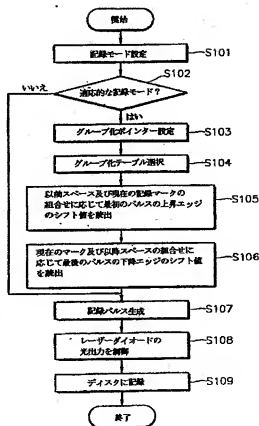 開始
記録モード設定
S101
S102
適応的な記録モード?
いいえ
はい
グループ化ポインター設定
S103
グループ化テーブル選択
S104
以前スペース及び現在の記録マークの
組合せに応じて最初のパルスの上昇エッジ
のシフト値を読出
S105
現在のマーク及び以降スペースの組合せに
応じて最後のパルスの下降エッジのシフト値
を読出
S106
記録パルス生成
S107
レーザーダイオードの
光出力を制御
S108
ディスクに記録
S109
終了